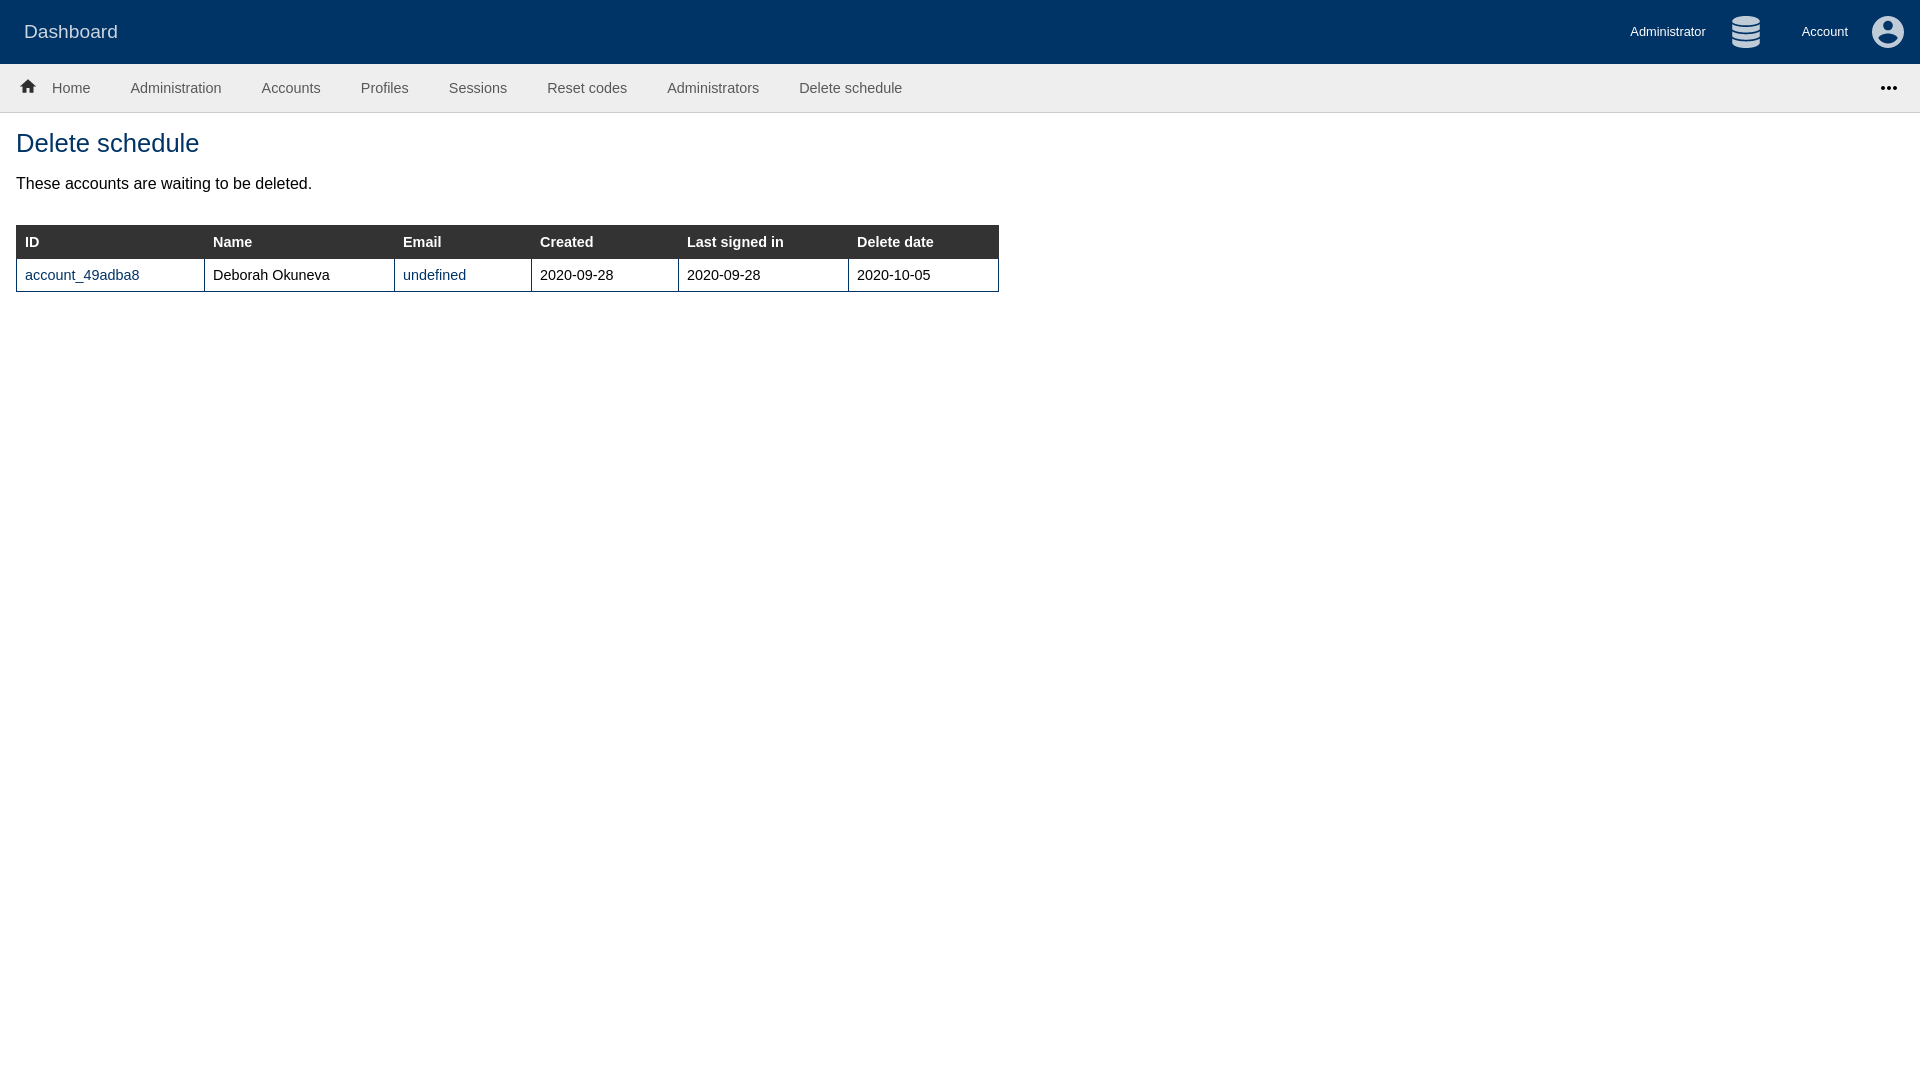 Dashboard
Administrator
Account
Home Administration Accounts Profiles Sessions Reset codes Administrators Delete schedule
Delete schedule
These accounts are waiting to be deleted.
ID Name Email Created Last signed in Delete date
account_49adba8 Deborah Okuneva undefined 2020-09-28 2020-09-28 2020-10-05